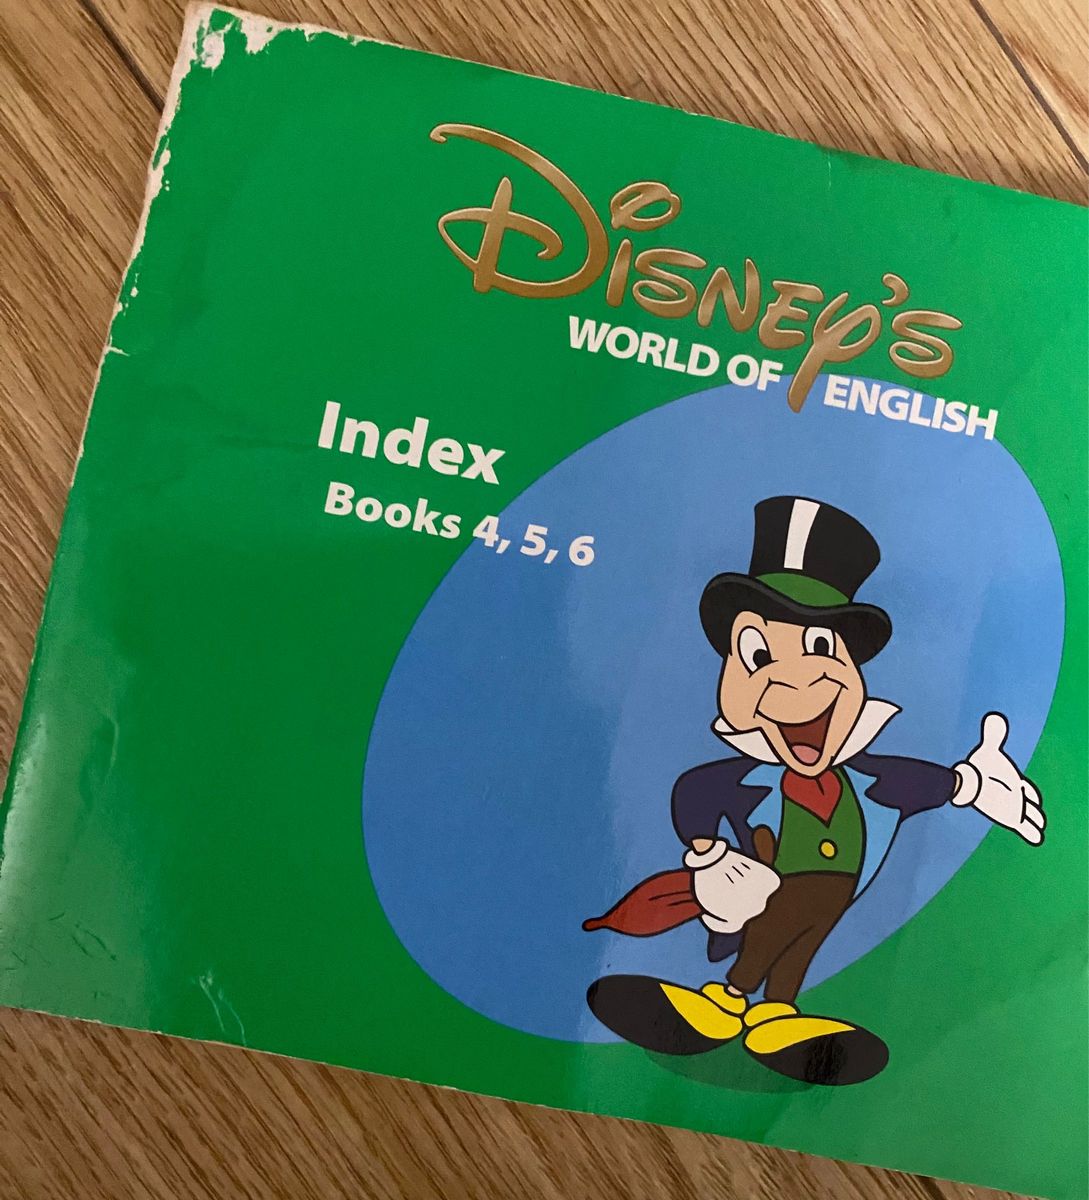 Disney's
WORLD OF ENGLISH
Index
Books 4, 5, 6